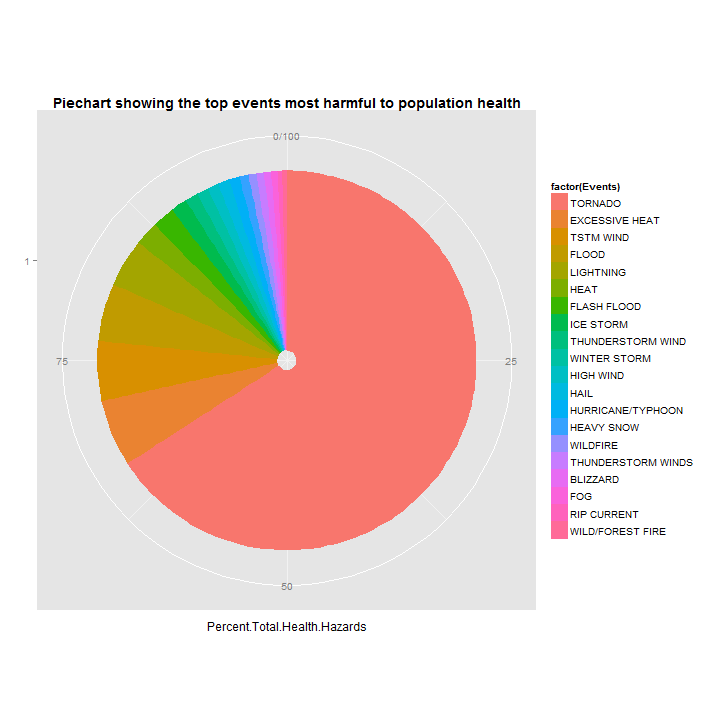 Piechart showing the top events most harmful to population health
0/100
1
75
25
50
Percent.Total.Health.Hazards
factor(Events)
TORNADO
EXCESSIVE HEAT
TSTM WIND
FLOOD
LIGHTNING
HEAT
FLASH FLOOD
ICE STORM
THUNDERSTORM WIND
WINTER STORM
HIGH WIND
HAIL
HURRICANE/TYPHOON
HEAVY SNOW
WILDFIRE
THUNDERSTORM WINDS
BLIZZARD
FOG
RIP CURRENT
WILD/FOREST FIRE